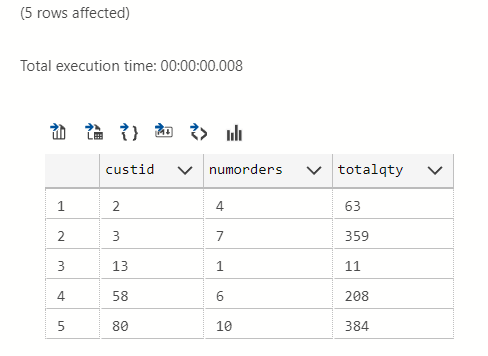 (5 rows affected)
Total execution time: 00:00:00.008
custid numorders totalqty
1 2 4 63
2 3 7 359
3 13 1 11
4 58 6 208
5 80 10 384